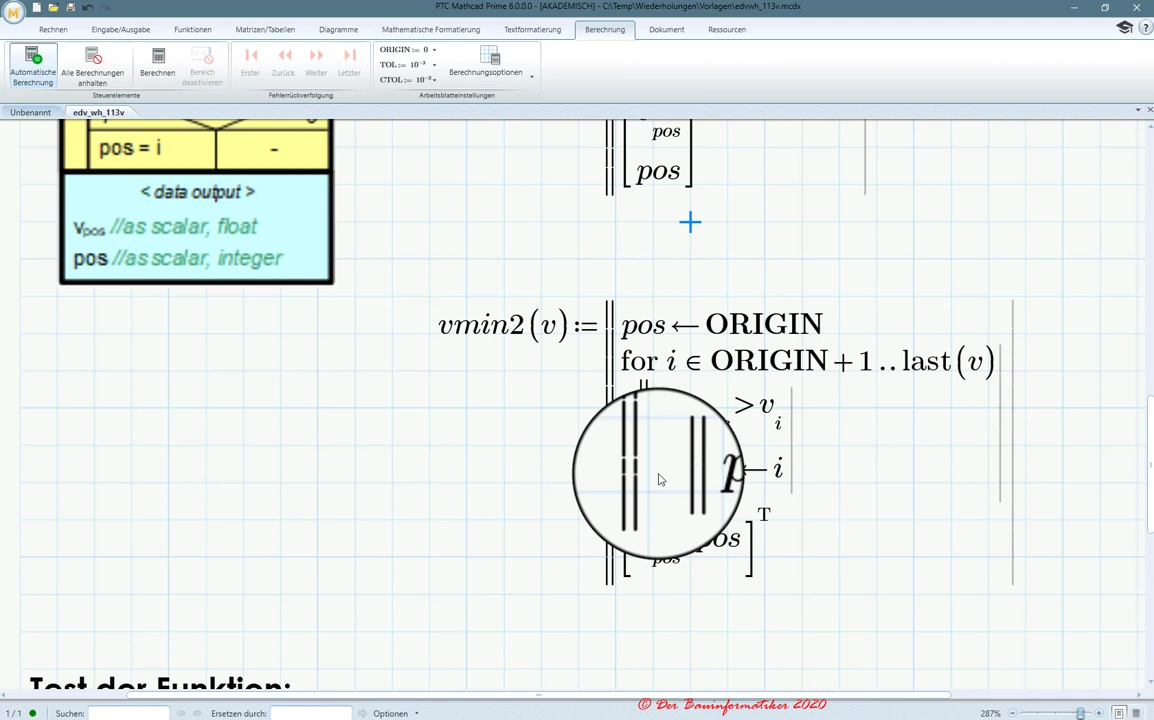 PTC Mathcad Prime 6.0.0.0 - [AKADEMISCH] - C:\Temp\Wiederholungen\Vorlagen\edvwh_113v.mcdx
Rechnen Eingabe/Ausgabe Funktionen Matrizen/Tabellen Diagramme Mathematische Formatierung Textformatierung Berechnung Dokument Ressourcen
Automatische Berechnung
Alle Berechnungen anhalten
Berechnen
Bereich deaktivieren
Steuerelemente
Erster Zurück Weiter Letzter
Fehlerrückverfolgung
ORIGIN := 0
TOL := 10⁻³
CTOL := 10⁻³
Berechnungsoptionen
Arbeitsblatteinstellungen
Unbenannt edv_wh_113v
pos = i -
< data output >
vpos //as scalar, float
pos //as scalar, integer
pos
pos
vmin2(v) := pos ← ORIGIN
for i ∈ ORIGIN + 1 .. last(v)
> v i
← i
T
pos
Test der Funktion:
© Der Bauinformatiker 2020
1 / 1 Suchen: Ersetzen durch: Optionen 287%